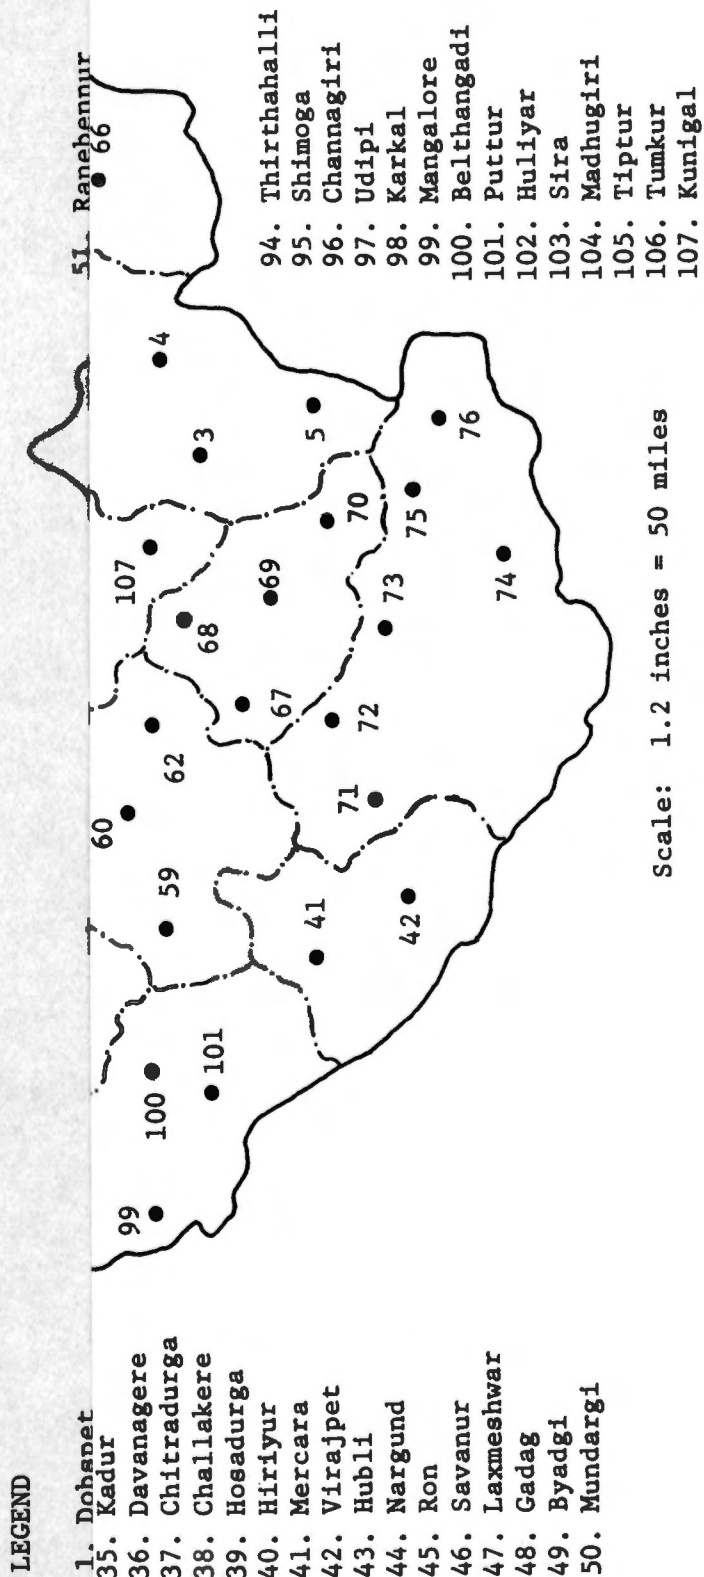 LEGEND
1. Dobspet
35. Kadur
36. Davanagere
37. Chitradurga
38. Challakere
39. Hosadurga
40. Hiriyur
41. Mercara
42. Virajpet
43. Hubli
44. Nargund
45. Ron
46. Savanur
47. Laxmeshwar
48. Gadag
49. Byadgi
50. Mundargi
51. Ranebennur
94. Thirthahalli
95. Shimoga
96. Channagiri
97. Udipi
98. Karkal
99. Mangalore
100. Belthangadi
101. Puttur
102. Huliyar
103. Sira
104. Madhugiri
105. Tiptur
106. Tumkur
107. Kunigal
99
100
101
59
60
62
41
42
67
68
69
70
71
72
73
74
75
76
107
3
4
5
66
Scale: 1.2 inches = 50 miles